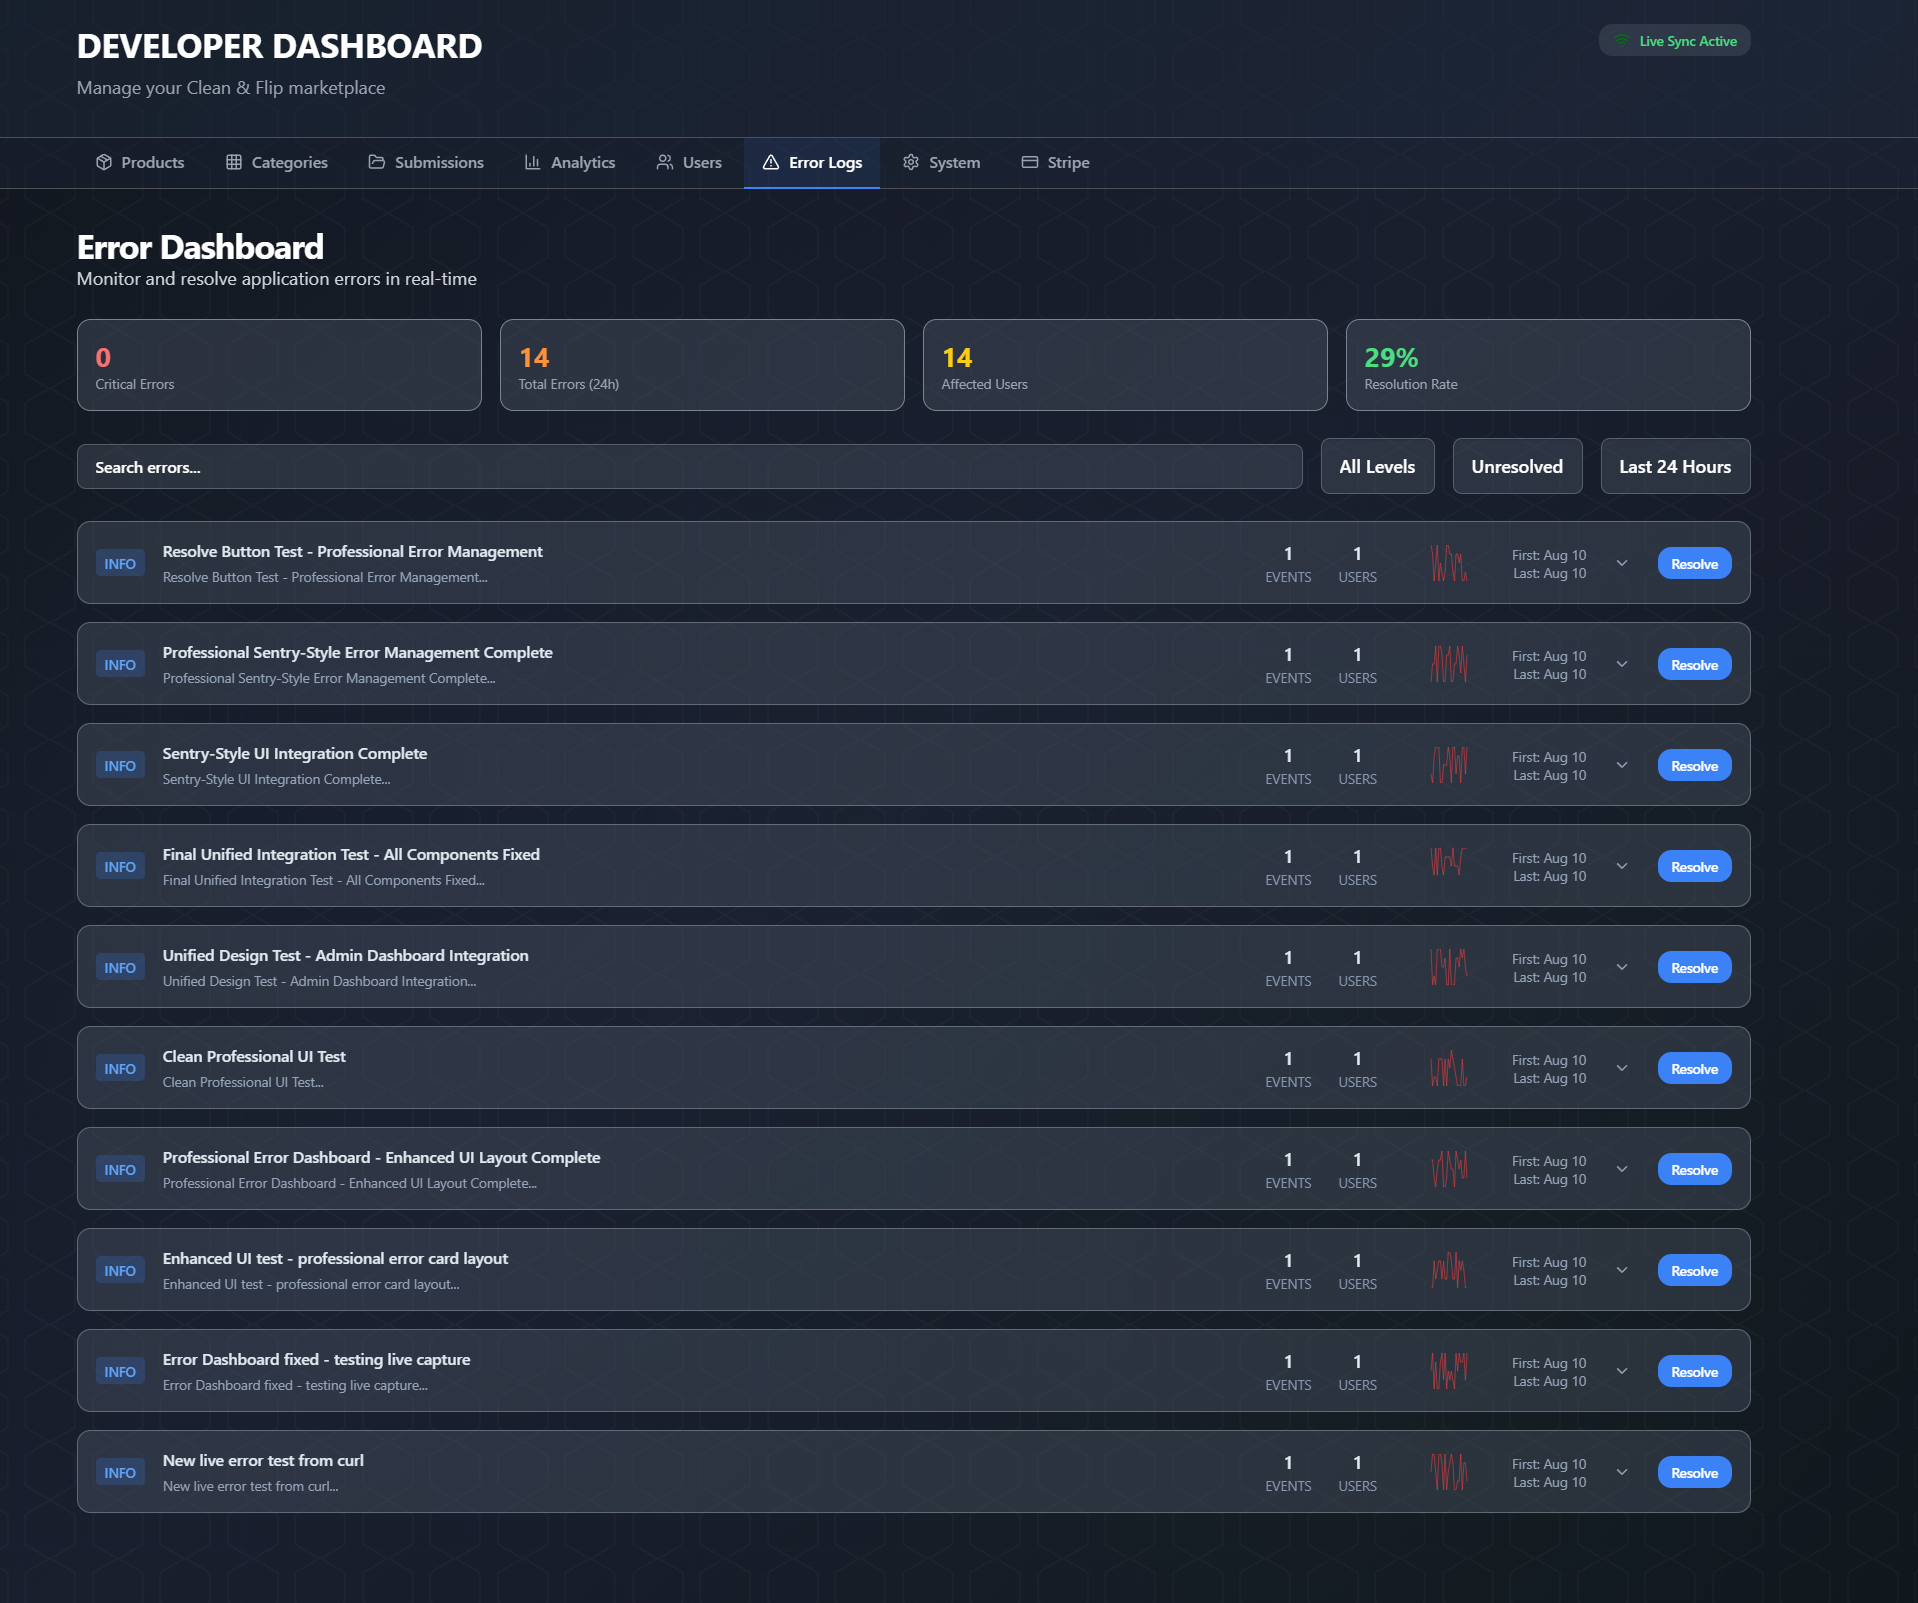 DEVELOPER DASHBOARD
Live Sync Active
Manage your Clean & Flip marketplace
Products Categories Submissions Analytics Users Error Logs System Stripe
Error Dashboard
Monitor and resolve application errors in real-time
0
Critical Errors
14
Total Errors (24h)
14
Affected Users
29%
Resolution Rate
Search errors...
All Levels
Unresolved
Last 24 Hours
INFO
Resolve Button Test - Professional Error Management
Resolve Button Test - Professional Error Management...
1
EVENTS
1
USERS
First: Aug 10
Last: Aug 10
Resolve
INFO
Professional Sentry-Style Error Management Complete
Professional Sentry-Style Error Management Complete...
1
EVENTS
1
USERS
First: Aug 10
Last: Aug 10
Resolve
INFO
Sentry-Style UI Integration Complete
Sentry-Style UI Integration Complete...
1
EVENTS
1
USERS
First: Aug 10
Last: Aug 10
Resolve
INFO
Final Unified Integration Test - All Components Fixed
Final Unified Integration Test - All Components Fixed...
1
EVENTS
1
USERS
First: Aug 10
Last: Aug 10
Resolve
INFO
Unified Design Test - Admin Dashboard Integration
Unified Design Test - Admin Dashboard Integration...
1
EVENTS
1
USERS
First: Aug 10
Last: Aug 10
Resolve
INFO
Clean Professional UI Test
Clean Professional UI Test...
1
EVENTS
1
USERS
First: Aug 10
Last: Aug 10
Resolve
INFO
Professional Error Dashboard - Enhanced UI Layout Complete
Professional Error Dashboard - Enhanced UI Layout Complete...
1
EVENTS
1
USERS
First: Aug 10
Last: Aug 10
Resolve
INFO
Enhanced UI test - professional error card layout
Enhanced UI test - professional error card layout...
1
EVENTS
1
USERS
First: Aug 10
Last: Aug 10
Resolve
INFO
Error Dashboard fixed - testing live capture
Error Dashboard fixed - testing live capture...
1
EVENTS
1
USERS
First: Aug 10
Last: Aug 10
Resolve
INFO
New live error test from curl
New live error test from curl...
1
EVENTS
1
USERS
First: Aug 10
Last: Aug 10
Resolve